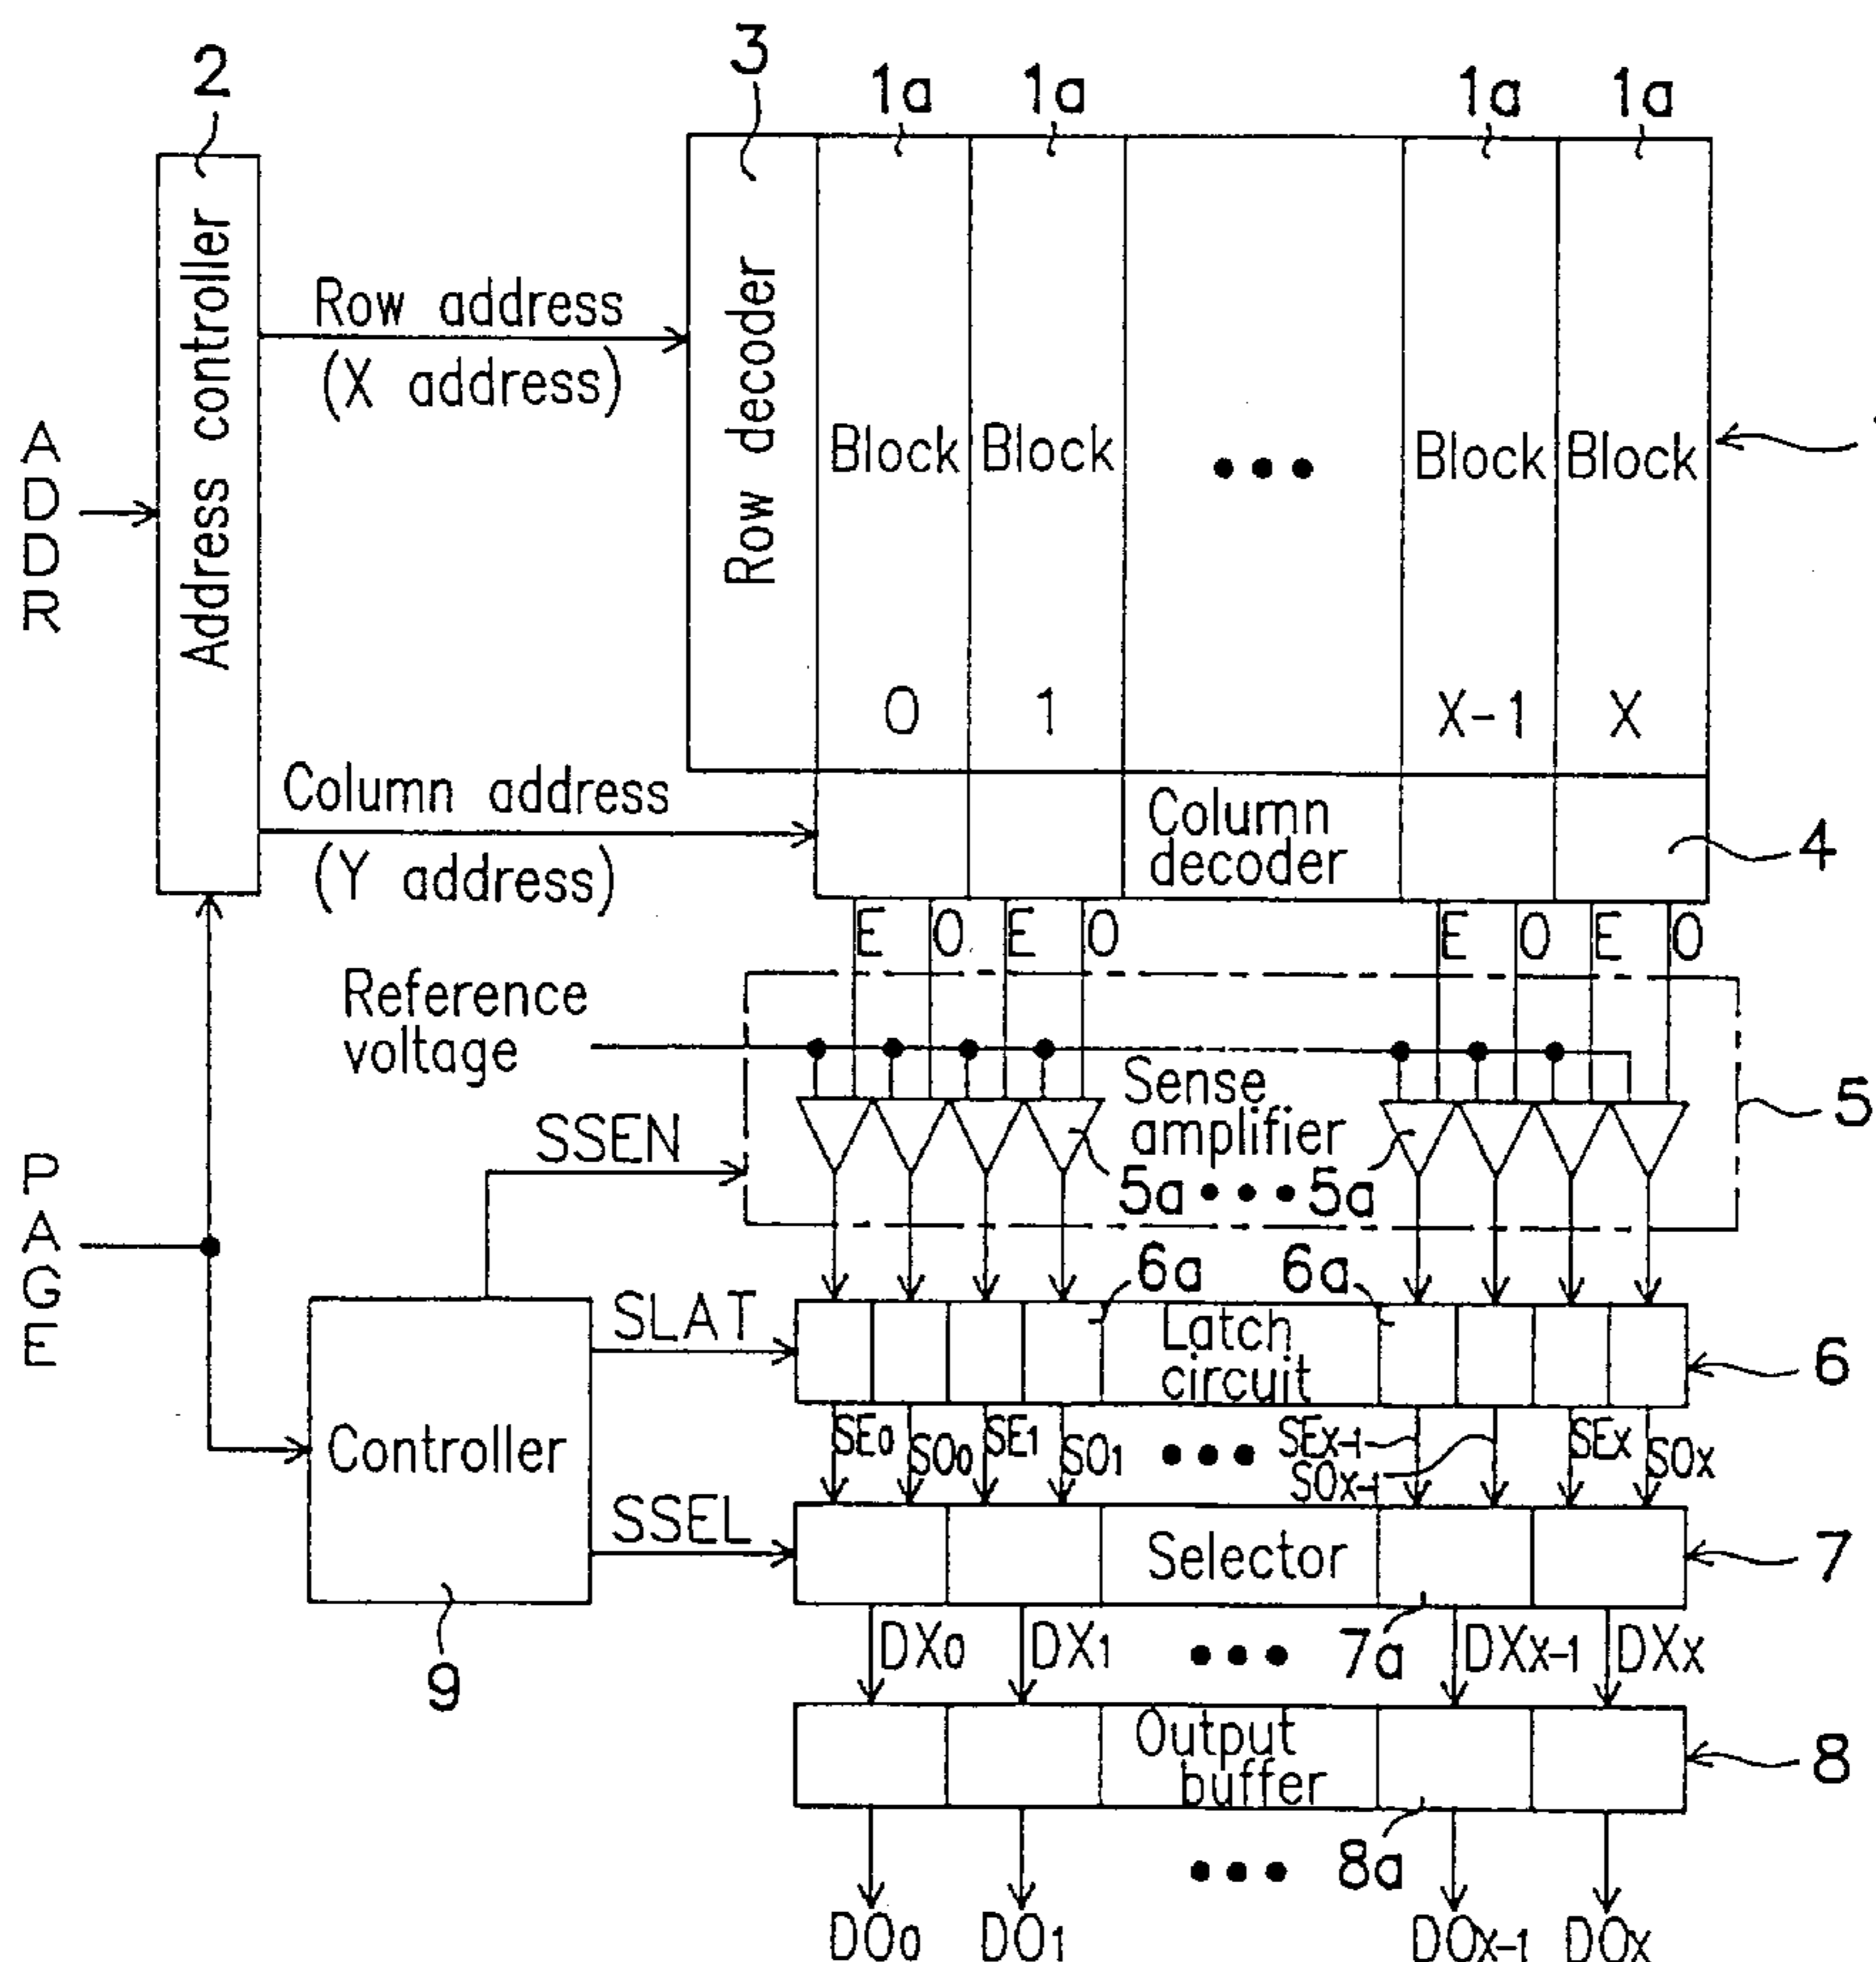 2
3
1a
1a
1a
1a
Address controller
Row decoder
Row address
(X address)
ADDR
Block
Block
Block
Block
0
1
X-1
X
Column address
(Y address)
Column
decoder
4
E
O
E
O
E
O
E
O
Reference
voltage
Sense
amplifier
5
SSEN
5a
5a
PAGE
6a
6a
SLAT
Latch
circuit
6
Controller
SE0
SO0
SE1
SO1
SEX-1
SOX-1
SEX
SOX
SSEL
Selector
7
9
DX0
DX1
7a
DXX-1
DXX
Output
buffer
8
8a
DO0
DO1
DOX-1
DOX